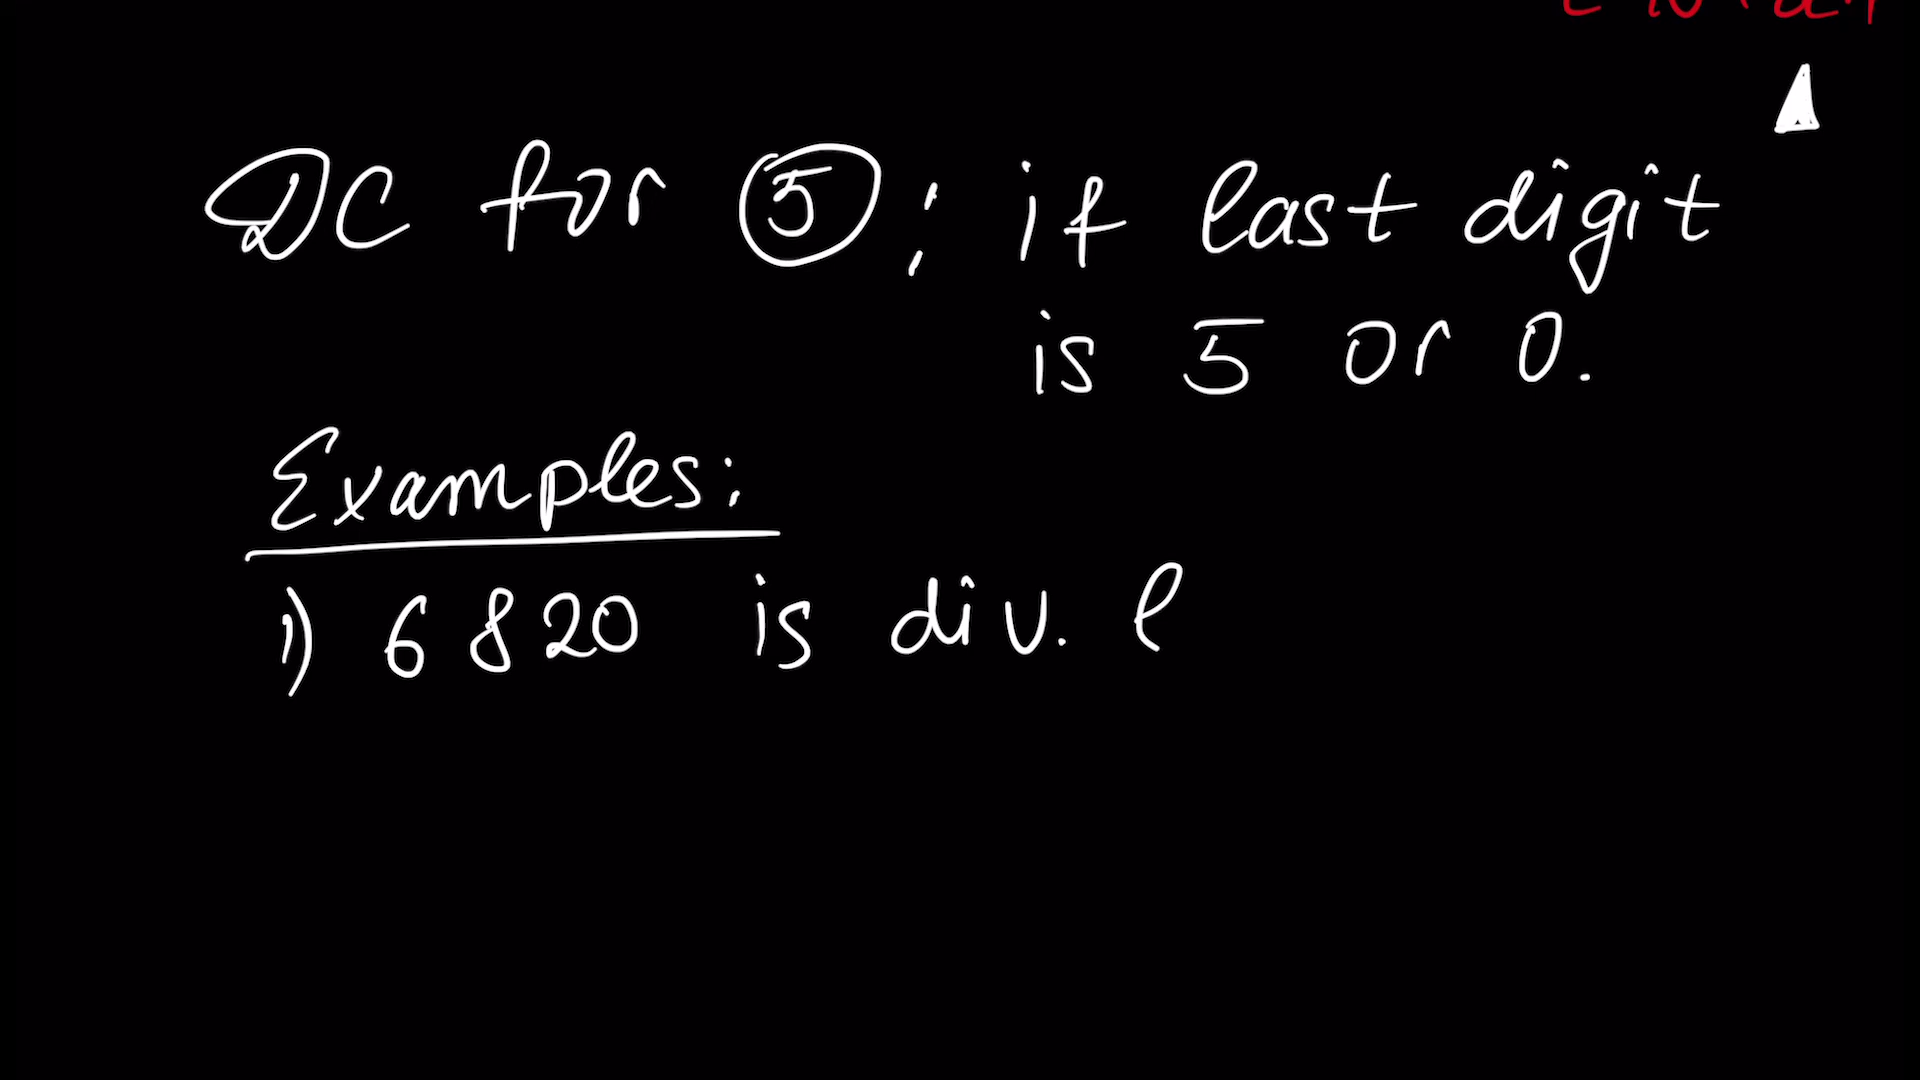 DC for 5: if last digit
is 5 or 0.
Examples:
1) 6820 is div.